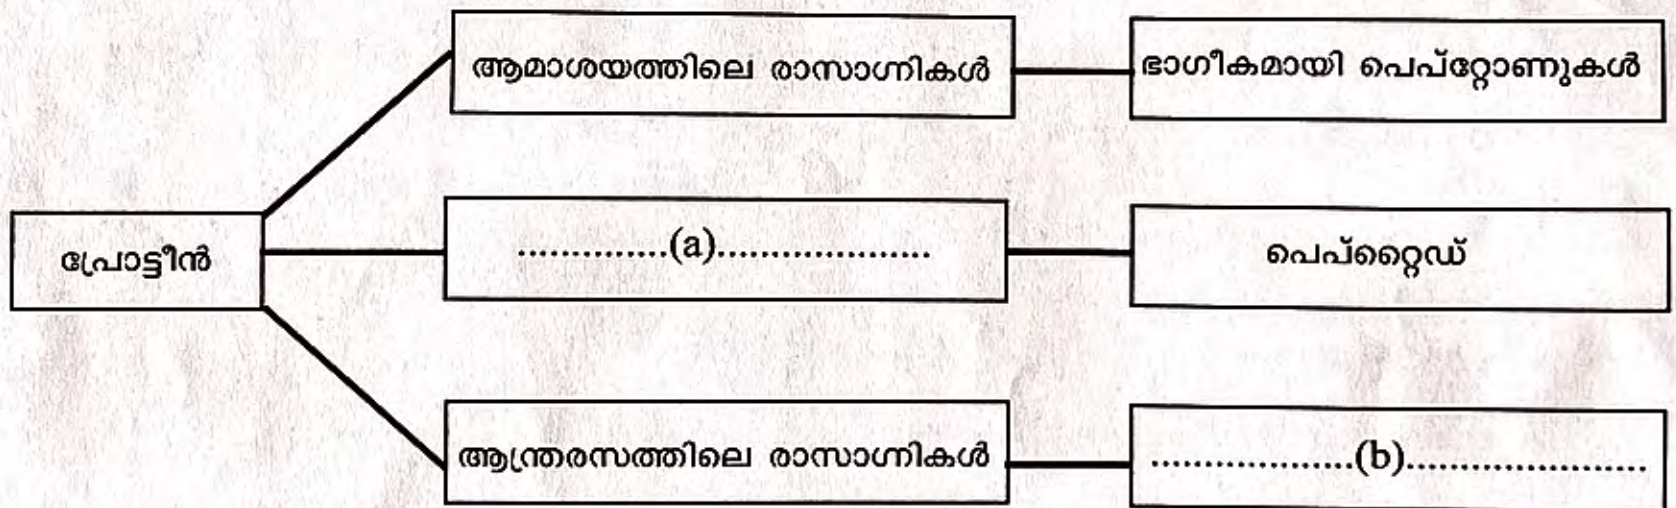 ആമാശയത്തിലെ രാസാഗ്നികൾ
ഭാഗീകമായി പെപ്റ്റോണുകൾ
പ്രോട്ടീൻ
..............(a)....................
പെപ്റ്റൈഡ്
ആന്ത്രരസത്തിലെ രാസാഗ്നികൾ
...................(b).......................